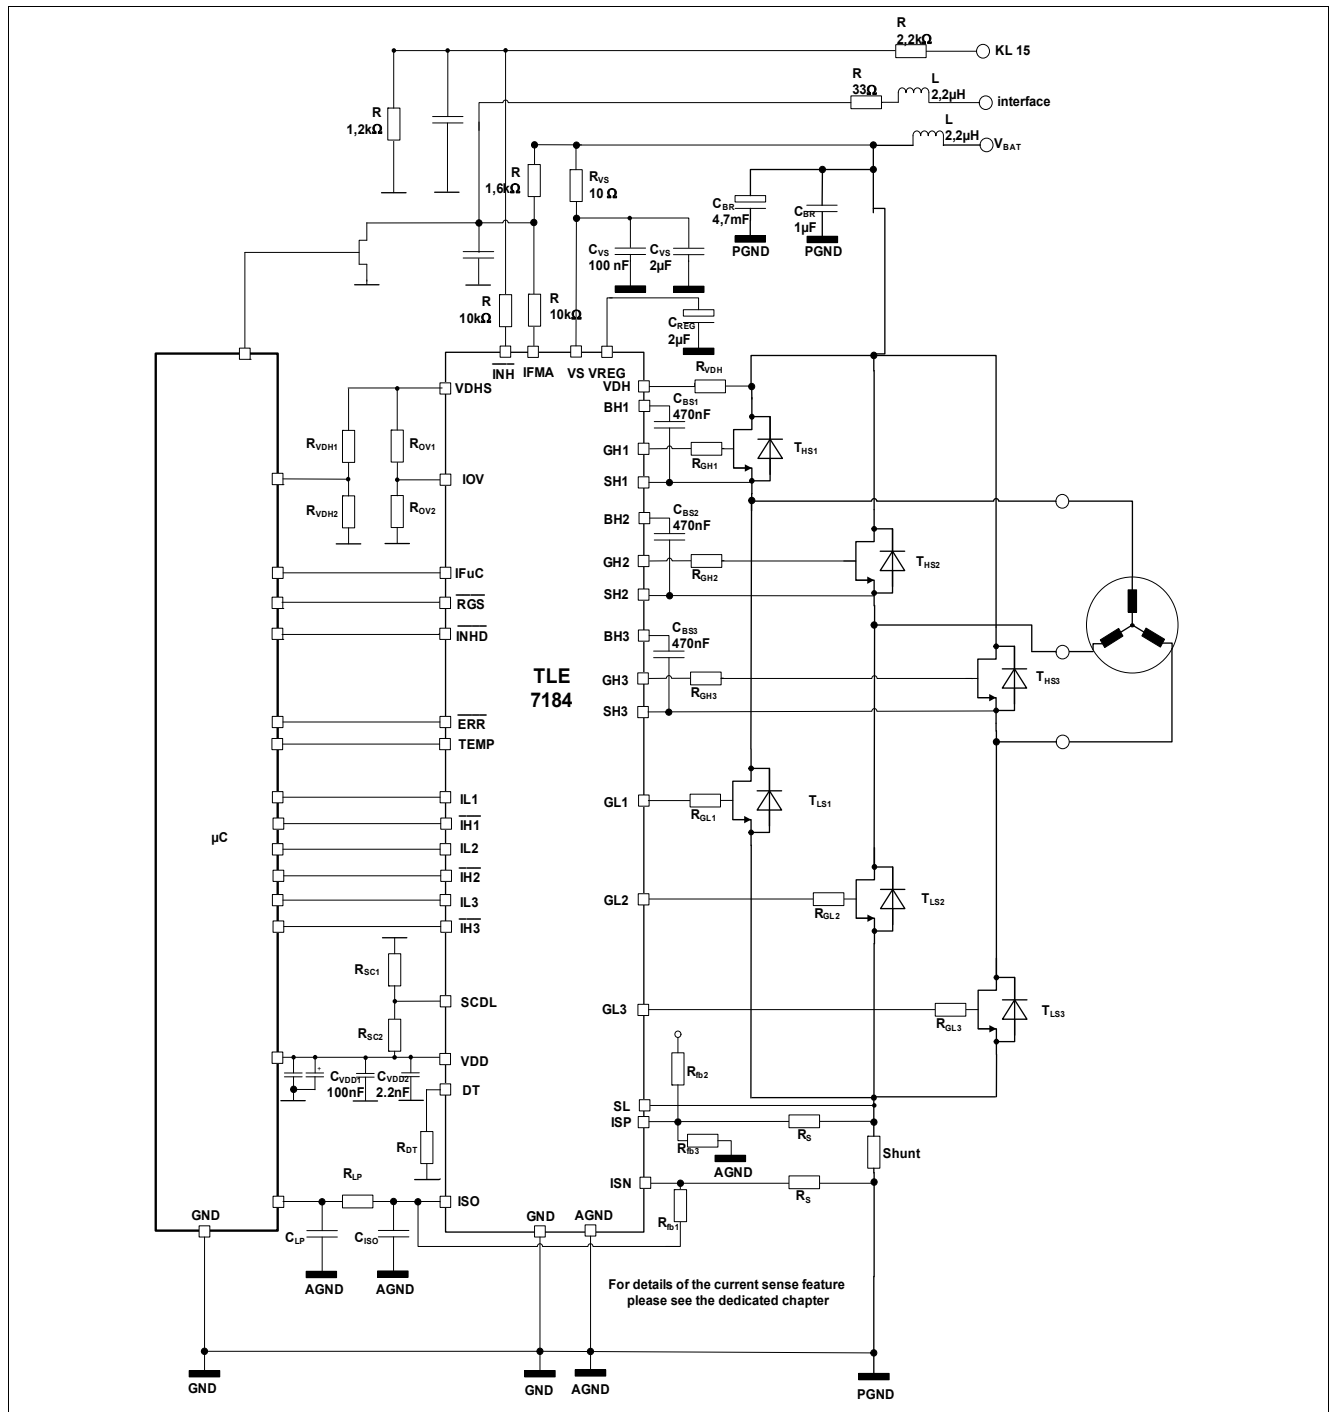 R
2,2kΩ
KL 15
R
33Ω
L
2,2µH
interface
R
1,2kΩ
L
2,2µH
VBAT
R
1,6kΩ
RVS
10 Ω
CBR
4,7mF
CBR
1µF
PGND
PGND
CVS
100 nF
CVS
2µF
R
10kΩ
R
10kΩ
CREG
2µF
INH
IFMA
VS
VREG
RVDH
VDHS
VDH
CBS1
470nF
BH1
RVDH1
ROV1
GH1
RGH1
THS1
IOV
SH1
RVDH2
ROV2
BH2
CBS2
470nF
GH2
RGH2
THS2
IFuC
RGS
SH2
INHD
BH3
CBS3
470nF
TLE
7184
GH3
RGH3
THS3
SH3
ERR
TEMP
IL1
GL1
RGL1
TLS1
µC
IH1
IL2
IH2
IL3
GL2
RGL2
TLS2
IH3
RSC1
SCDL
GL3
RGL3
TLS3
RSC2
VDD
CVDD1
100nF
CVDD2
2.2nF
+
Rfb2
DT
SL
ISP
RS
RDT
Rfb3
AGND
Shunt
RLP
ISN
RS
ISO
GND
GND
AGND
Rfb1
CLP
CISO
AGND
AGND
For details of the current sense feature
please see the dedicated chapter
GND
GND
AGND
PGND